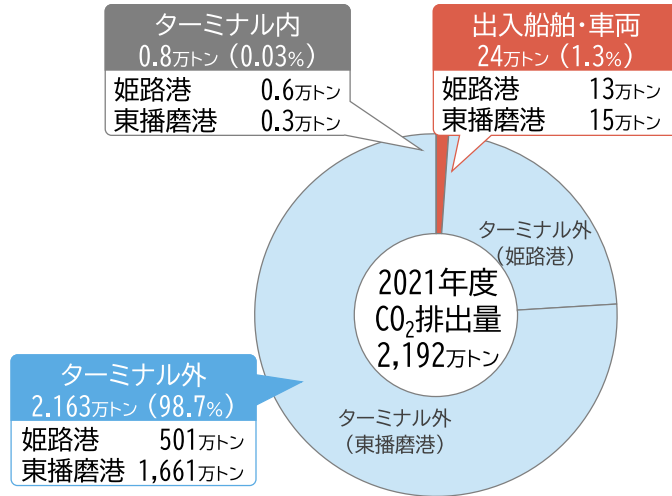 ターミナル内
0.8万トン（0.03%）
姫路港 0.6万トン
東播磨港 0.3万トン
出入船舶・車両
24万トン（1.3%）
姫路港 13万トン
東播磨港 15万トン
ターミナル外
（姫路港）
2021年度
CO₂排出量
2,192万トン
ターミナル外
2.163万トン（98.7%）
姫路港 501万トン
東播磨港 1,661万トン
ターミナル外
（東播磨港）